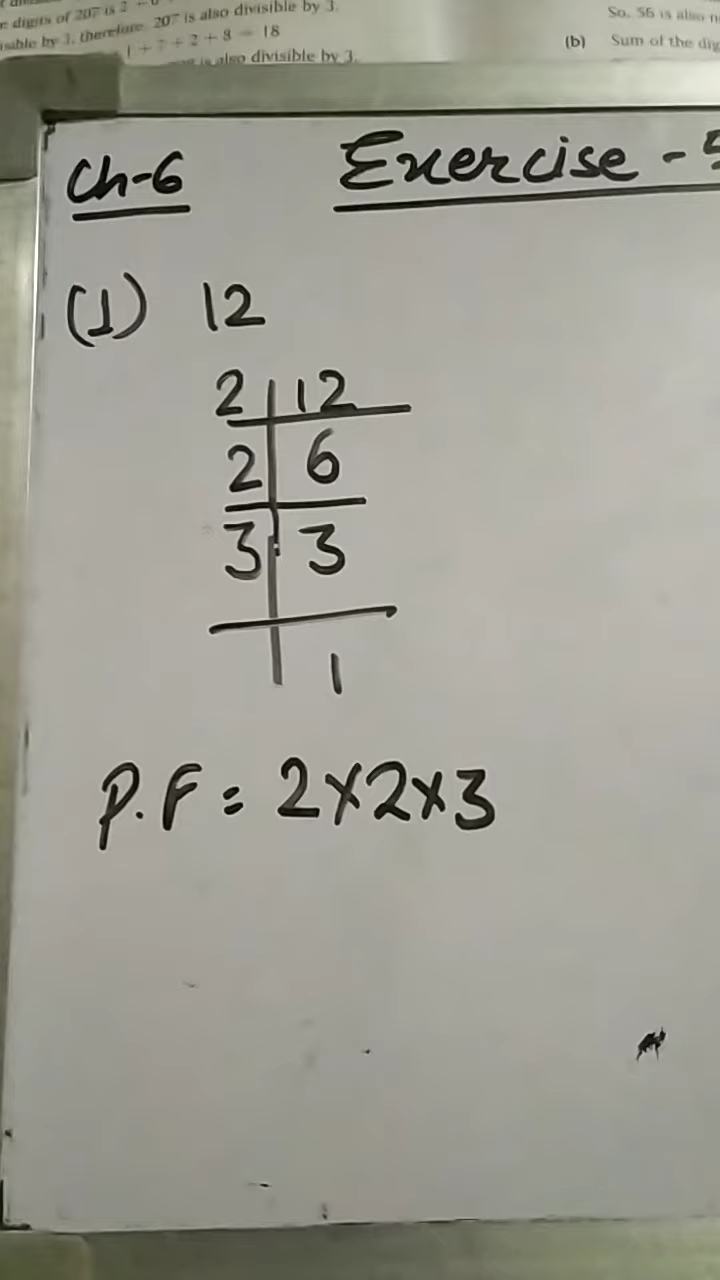 digits of 207 is 2
by 3, therefore 207 is also divisible by 3.
1 + 7 + 2 + 8 = 18
is also divisible by 3.
So, 56 is also
(b) Sum of the
Ch-6 Exercise -
(1) 12
2 | 12
2 | 6
3 | 3
1
P.F = 2×2×3